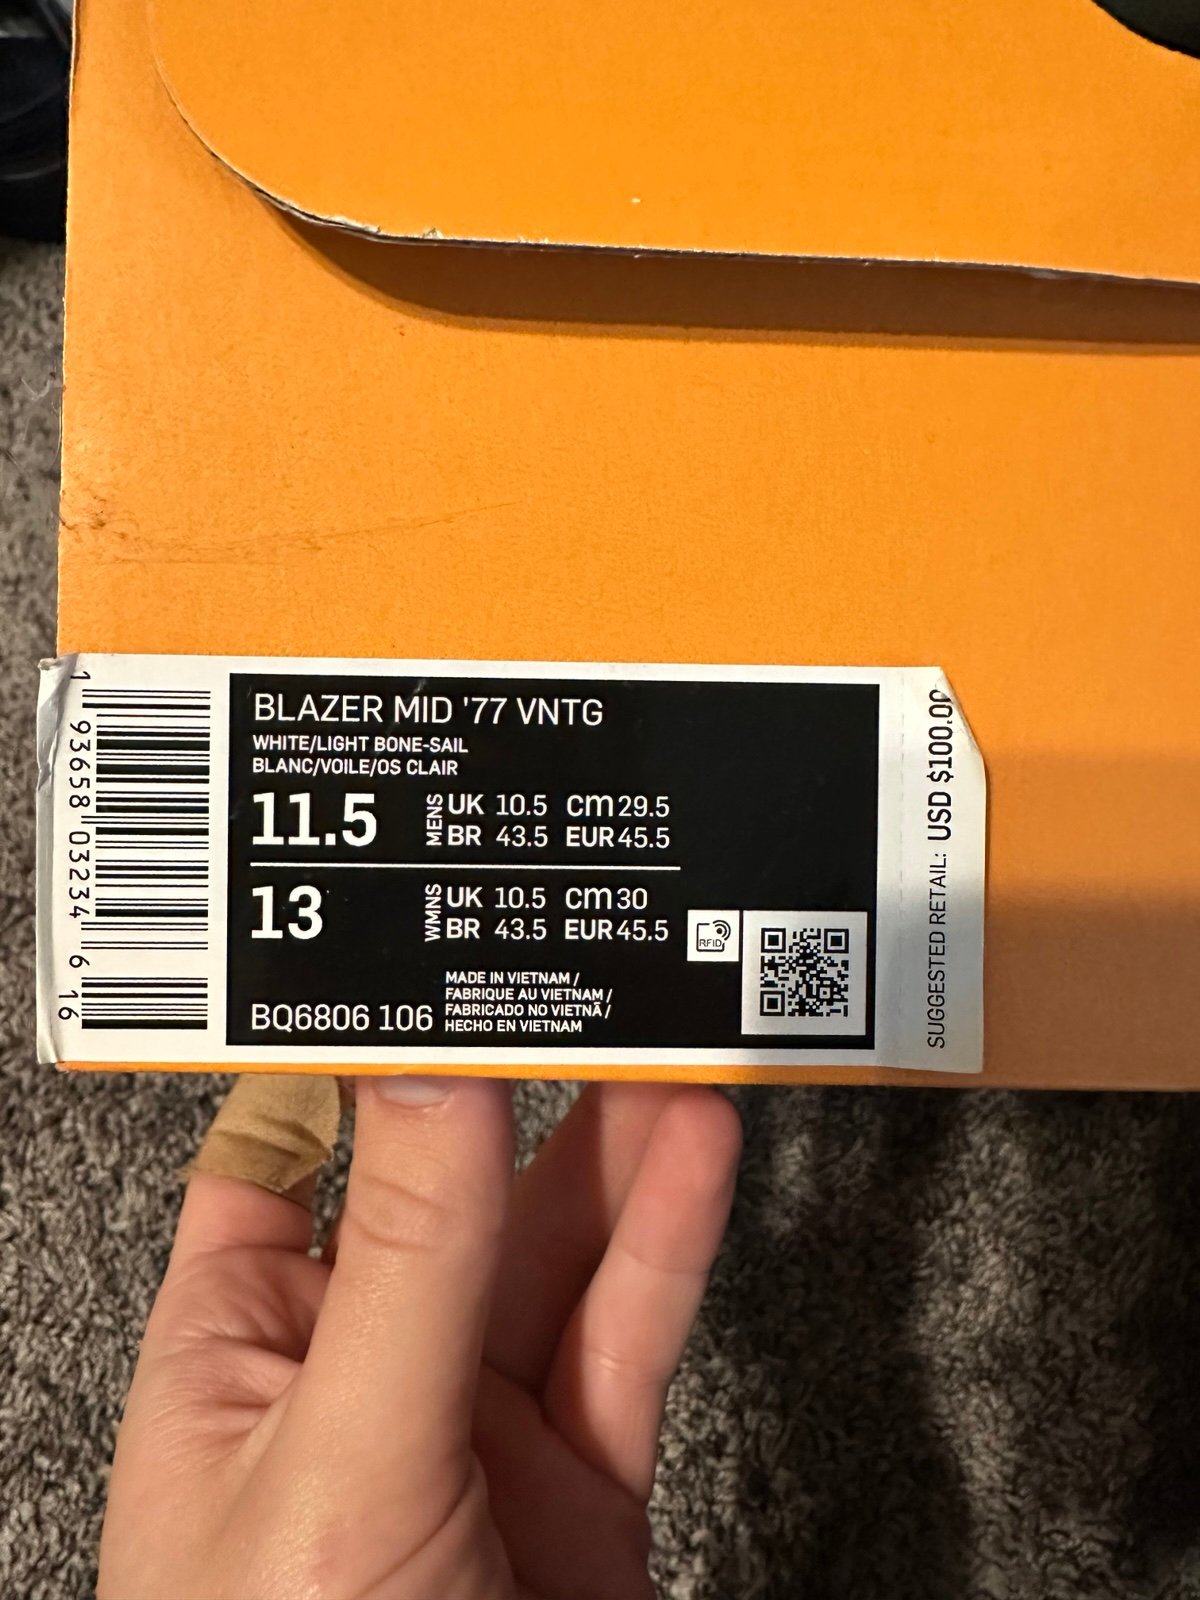 BLAZER MID '77 VNTG
WHITE/LIGHT BONE-SAIL
BLANC/VOILE/OS CLAIR
11.5 MENS UK 10.5 cm 29.5
BR 43.5 EUR 45.5
13 WMNS UK 10.5 cm 30
BR 43.5 EUR 45.5
RFID
MADE IN VIETNAM /
FABRIQUE AU VIETNAM /
FABRICADO NO VIETNÃ /
HECHO EN VIETNAM
BQ6806 106
1 93658 03234 6 16
SUGGESTED RETAIL: USD $100.00